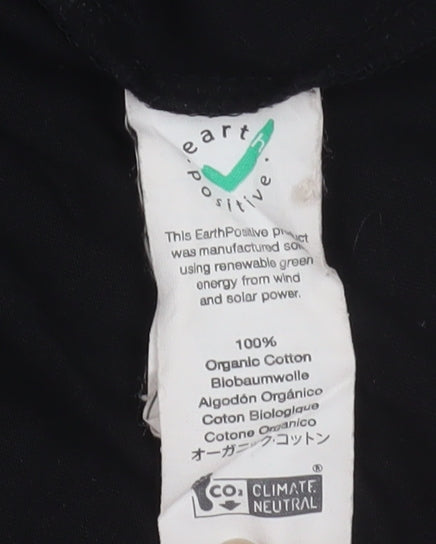 earth
positive
This EarthPositive product
was manufactured solely
using renewable green
energy from wind
and solar power.
100%
Organic Cotton
Biobaumwolle
Algodón Orgánico
Coton Biologique
Cotone Organico
オーガニック・コットン
®
CO₂ CLIMATE
NEUTRAL